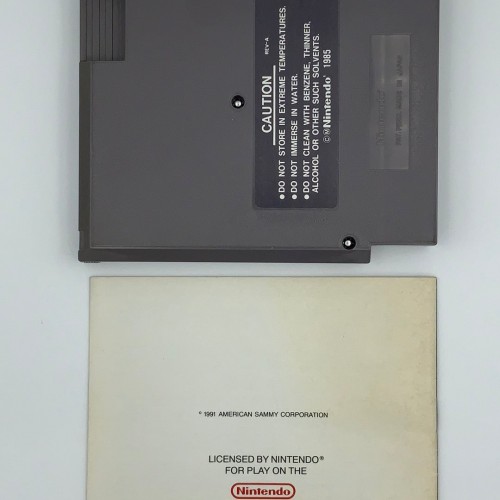 CAUTION
REV-A
• DO NOT STORE IN EXTREME TEMPERATURES.
• DO NOT IMMERSE IN WATER.
• DO NOT CLEAN WITH BENZENE, THINNER,
ALCOHOL OR OTHER SUCH SOLVENTS.
©Ⓜ Nintendo® 1985
© 1991 AMERICAN SAMMY CORPORATION
LICENSED BY NINTENDO®
FOR PLAY ON THE
Nintendo